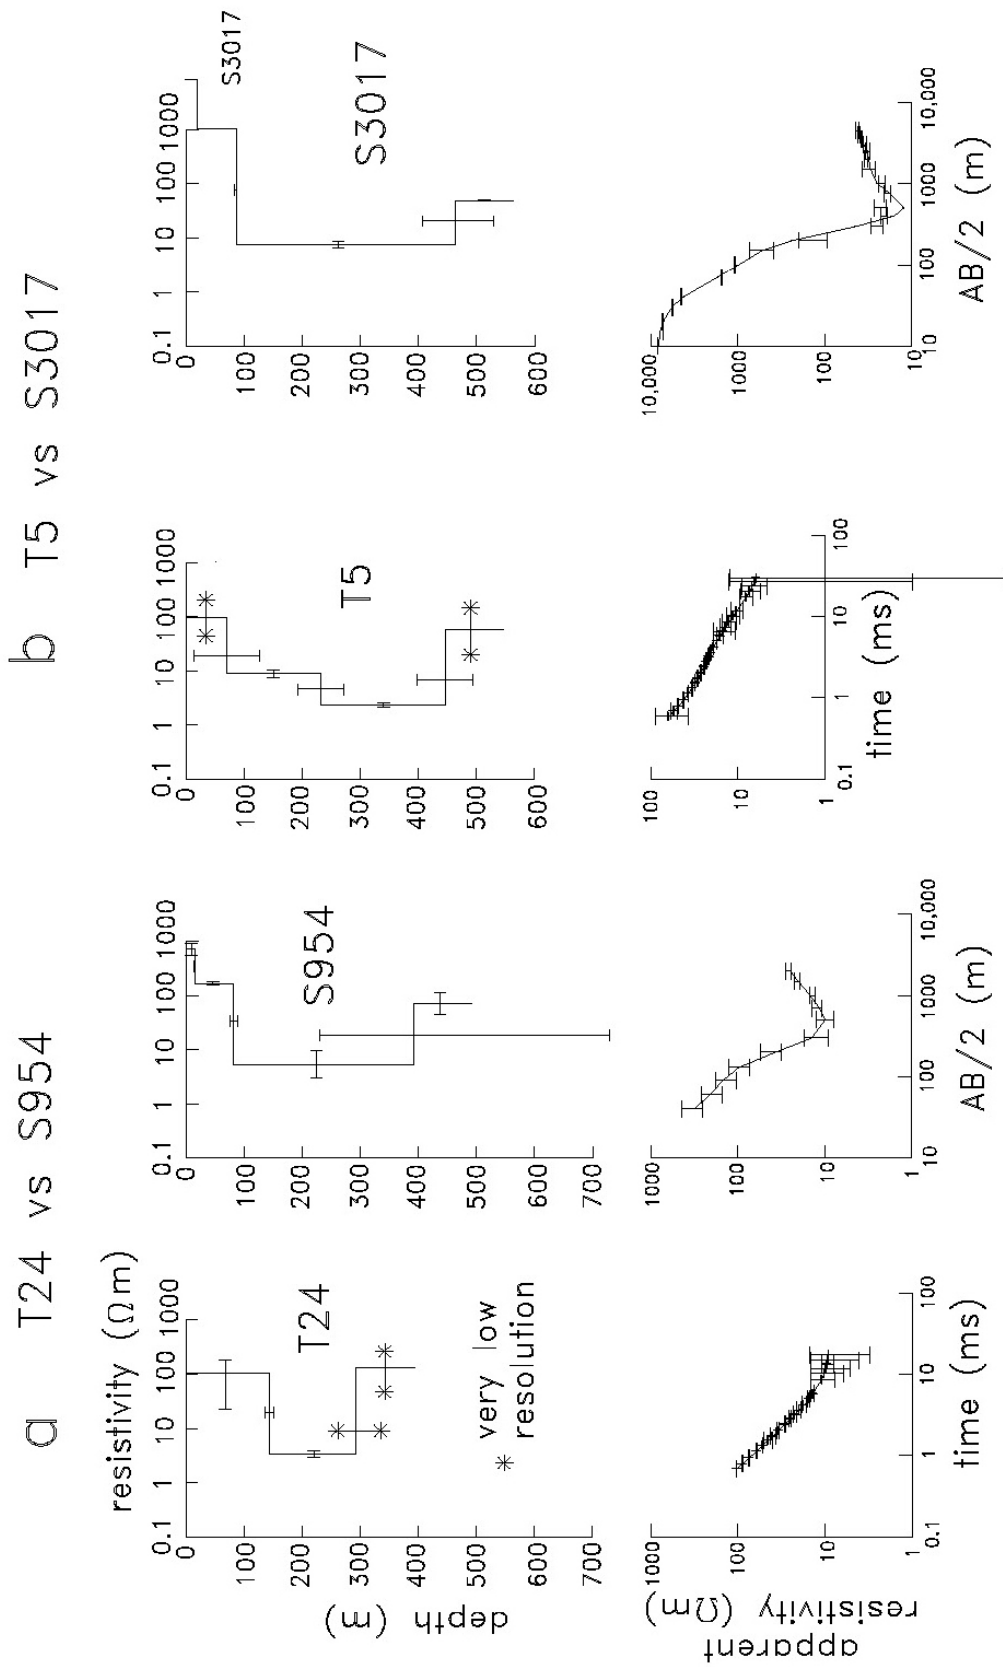 a T24 vs S954
resistivity (Ωm)
0.1 1 10 100 1000
0
100
200
300
400
500
600
700
depth (m)
T24
* very low
resolution
1000
100
10
1
apparent
resistivity (Ωm)
0.1 1 10 100
time (ms)
0.1 1 10 100 1000
0
100
200
300
400
500
600
700
S954
1000
100
10
1
10 100 1000 10,000
AB/2 (m)
b T5 vs S3017
0.1 1 10 100 1000
0
100
200
300
400
500
600
T5
100
10
1
0.1 1 10 100
time (ms)
0.1 1 10 100 1000
0
100
200
300
400
500
600
S3017
S3017
10,000
1000
100
10
10 100 1000 10,000
AB/2 (m)